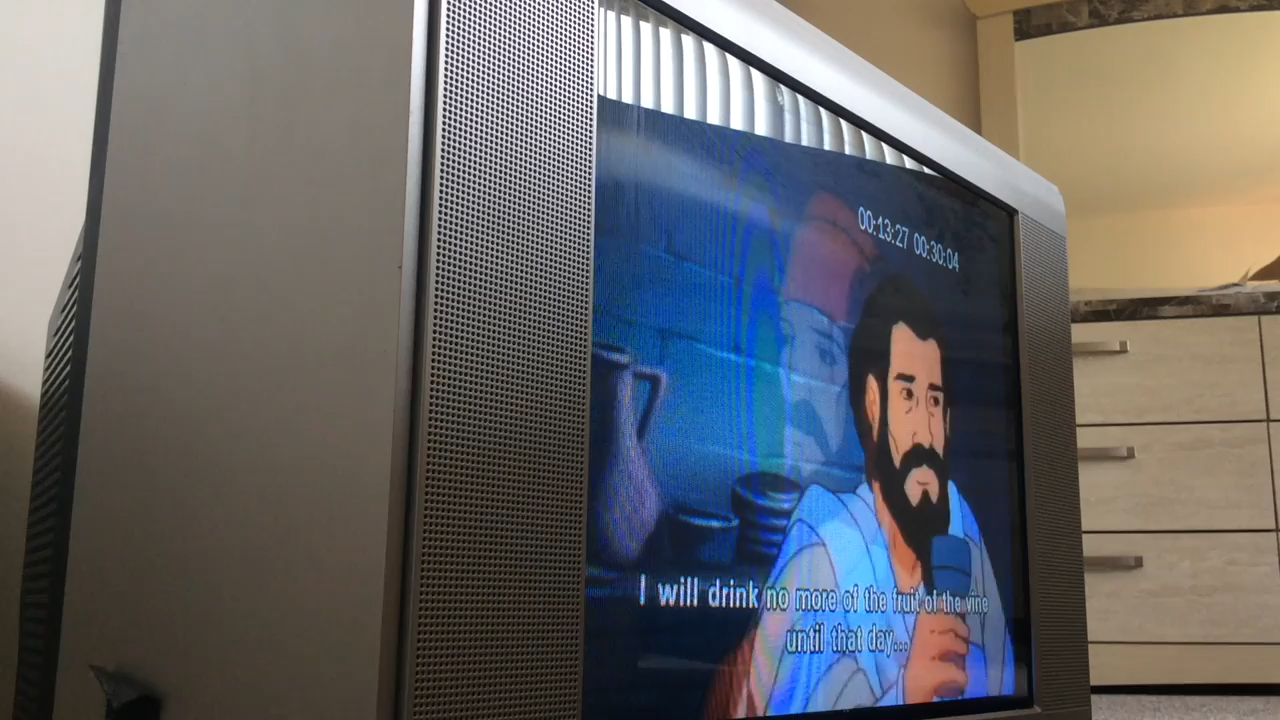 00:13:27 00:30:04
I will drink no more of the fruit of the vine
until that day...